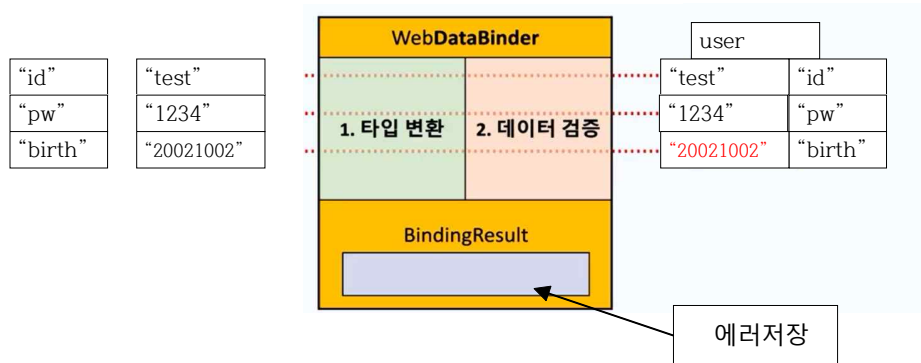 WebDataBinder
user
“id” “test” “test” “id”
“pw” “1234” 1. 타입 변환 2. 데이터 검증 “1234” “pw”
“birth” “20021002” “20021002” “birth”
BindingResult
에러저장